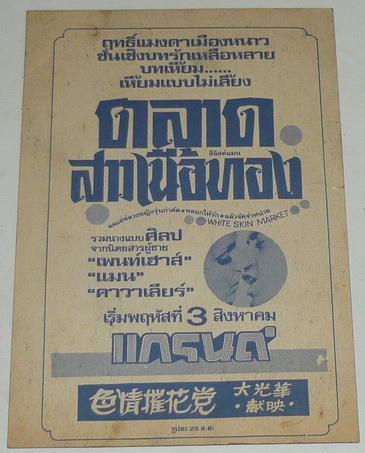 ฤทธิ์แมงดาเมืองหนาว
ชั้นเชิงบทรักเหลือหลาย
บทเหี้ยม......
เหี้ยมแบบไม่เลี้ยง
ตลาด
สาวเนื้อทอง
WHITE SKIN MARKET
รวมนางแบบศิลป
จากนิตยสารผู้ชาย
"เพนท์เฮาส์"
"แมน"
"คาวาเลียร์"
เริ่มพฤหัสที่ 3 สิงหาคม
แกรนด์
色情摧花党
大光華
·献映·